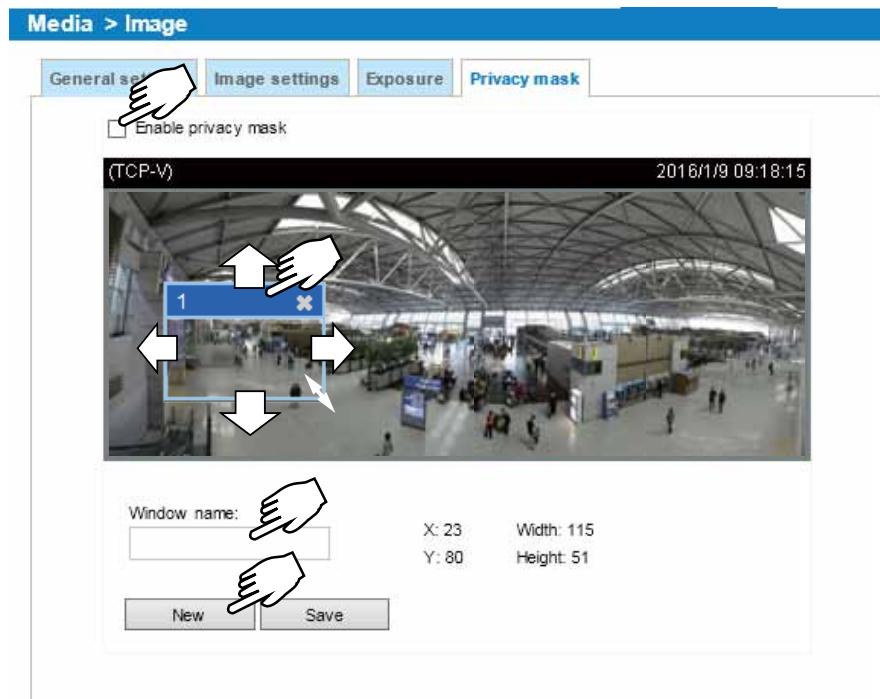 Media > Image
General se
Image settings
Exposure
Privacy mask
Enable privacy mask
(TCP-V)
2016/1/9 09:18:15
1
Window name:
X: 23
Width: 115
Y: 80
Height: 51
New
Save